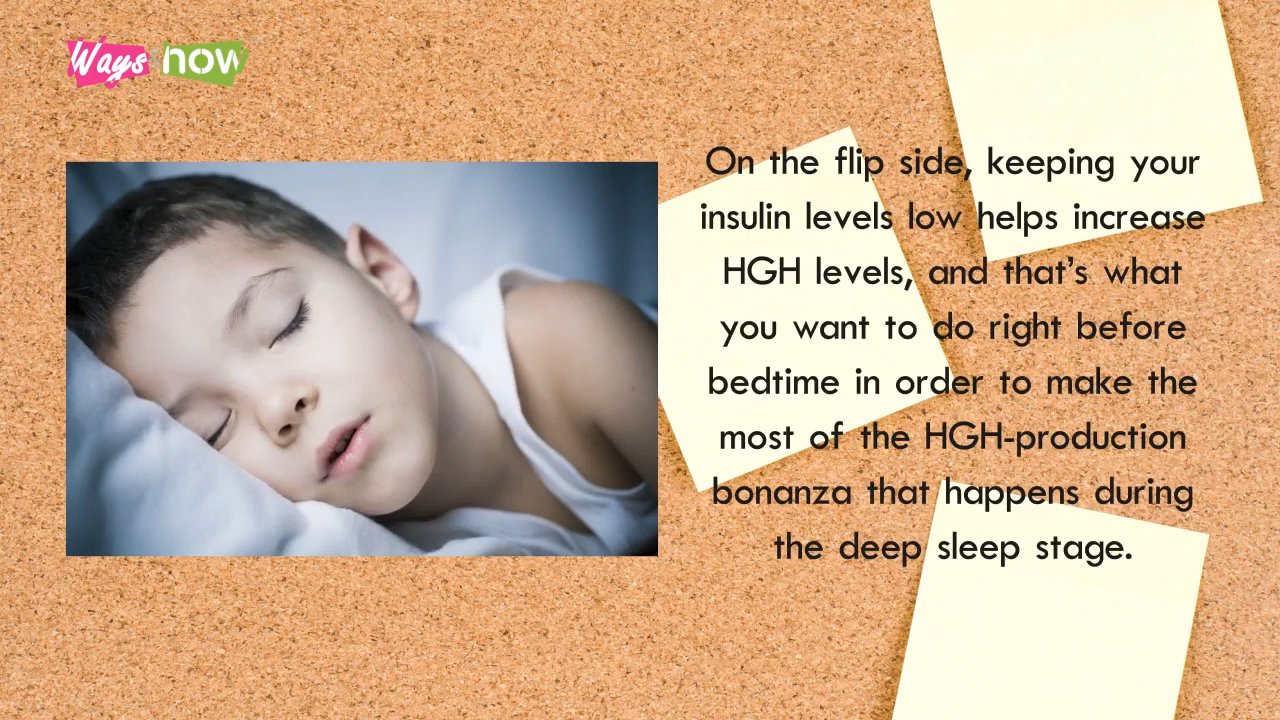 Ways now
On the flip side, keeping your
insulin levels low helps increase
HGH levels, and that’s what
you want to do right before
bedtime in order to make the
most of the HGH-production
bonanza that happens during
the deep sleep stage.